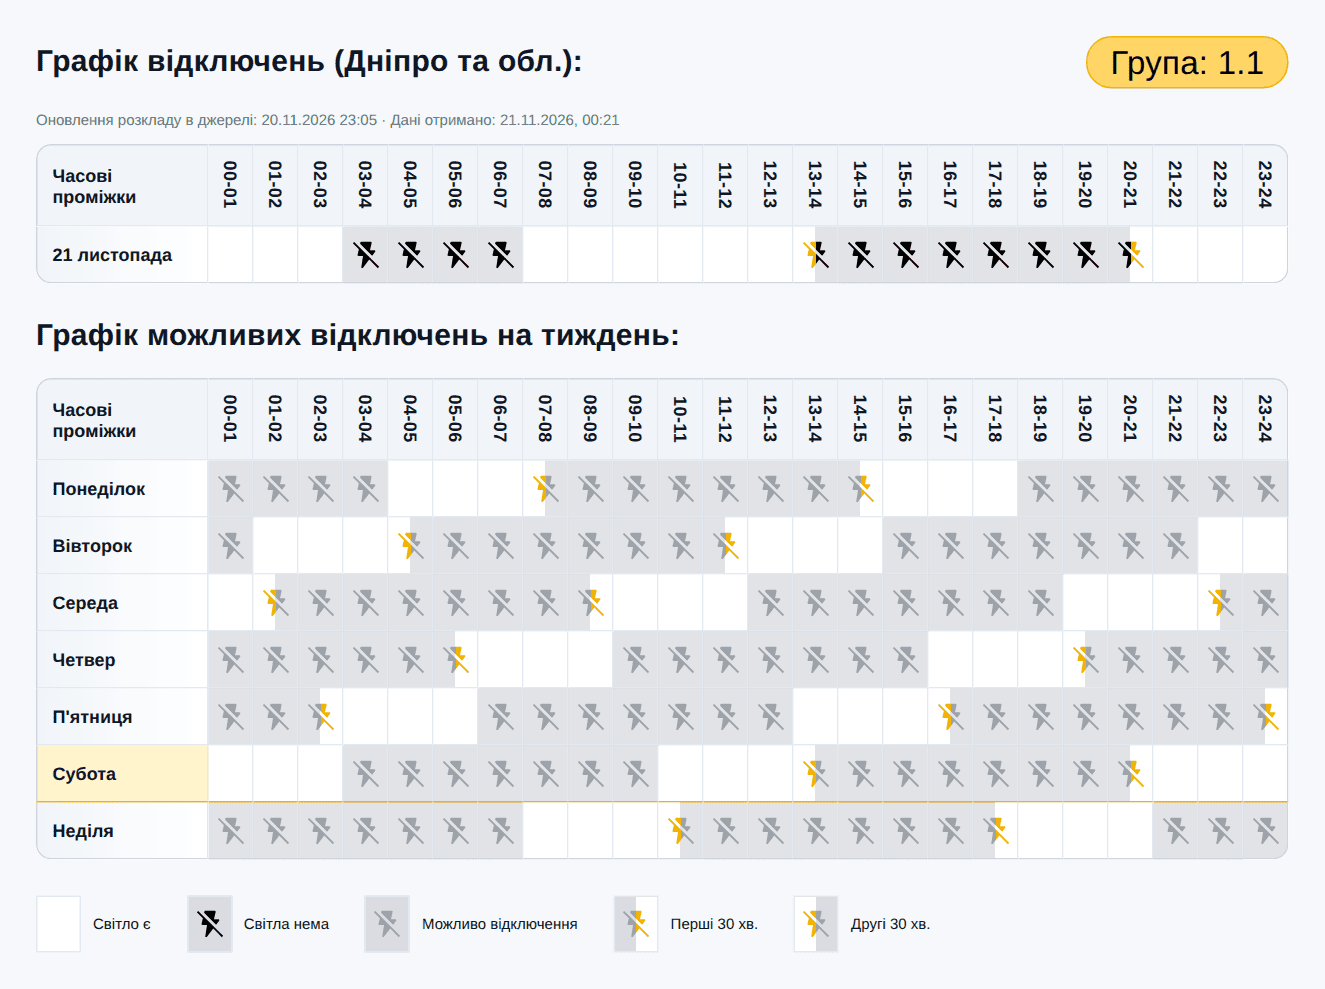 Графік відключень (Дніпро та обл.):
Група: 1.1
Оновлення розкладу в джерелі: 20.11.2026 23:05 · Дані отримано: 21.11.2026, 00:21
Часові проміжки 00-01 01-02 02-03 03-04 04-05 05-06 06-07 07-08 08-09 09-10 10-11 11-12 12-13 13-14 14-15 15-16 16-17 17-18 18-19 19-20 20-21 21-22 22-23 23-24
21 листопада
Графік можливих відключень на тиждень:
Часові проміжки 00-01 01-02 02-03 03-04 04-05 05-06 06-07 07-08 08-09 09-10 10-11 11-12 12-13 13-14 14-15 15-16 16-17 17-18 18-19 19-20 20-21 21-22 22-23 23-24
Понеділок
Вівторок
Середа
Четвер
П'ятниця
Субота
Неділя
Світло є Світла нема Можливо відключення Перші 30 хв. Другі 30 хв.